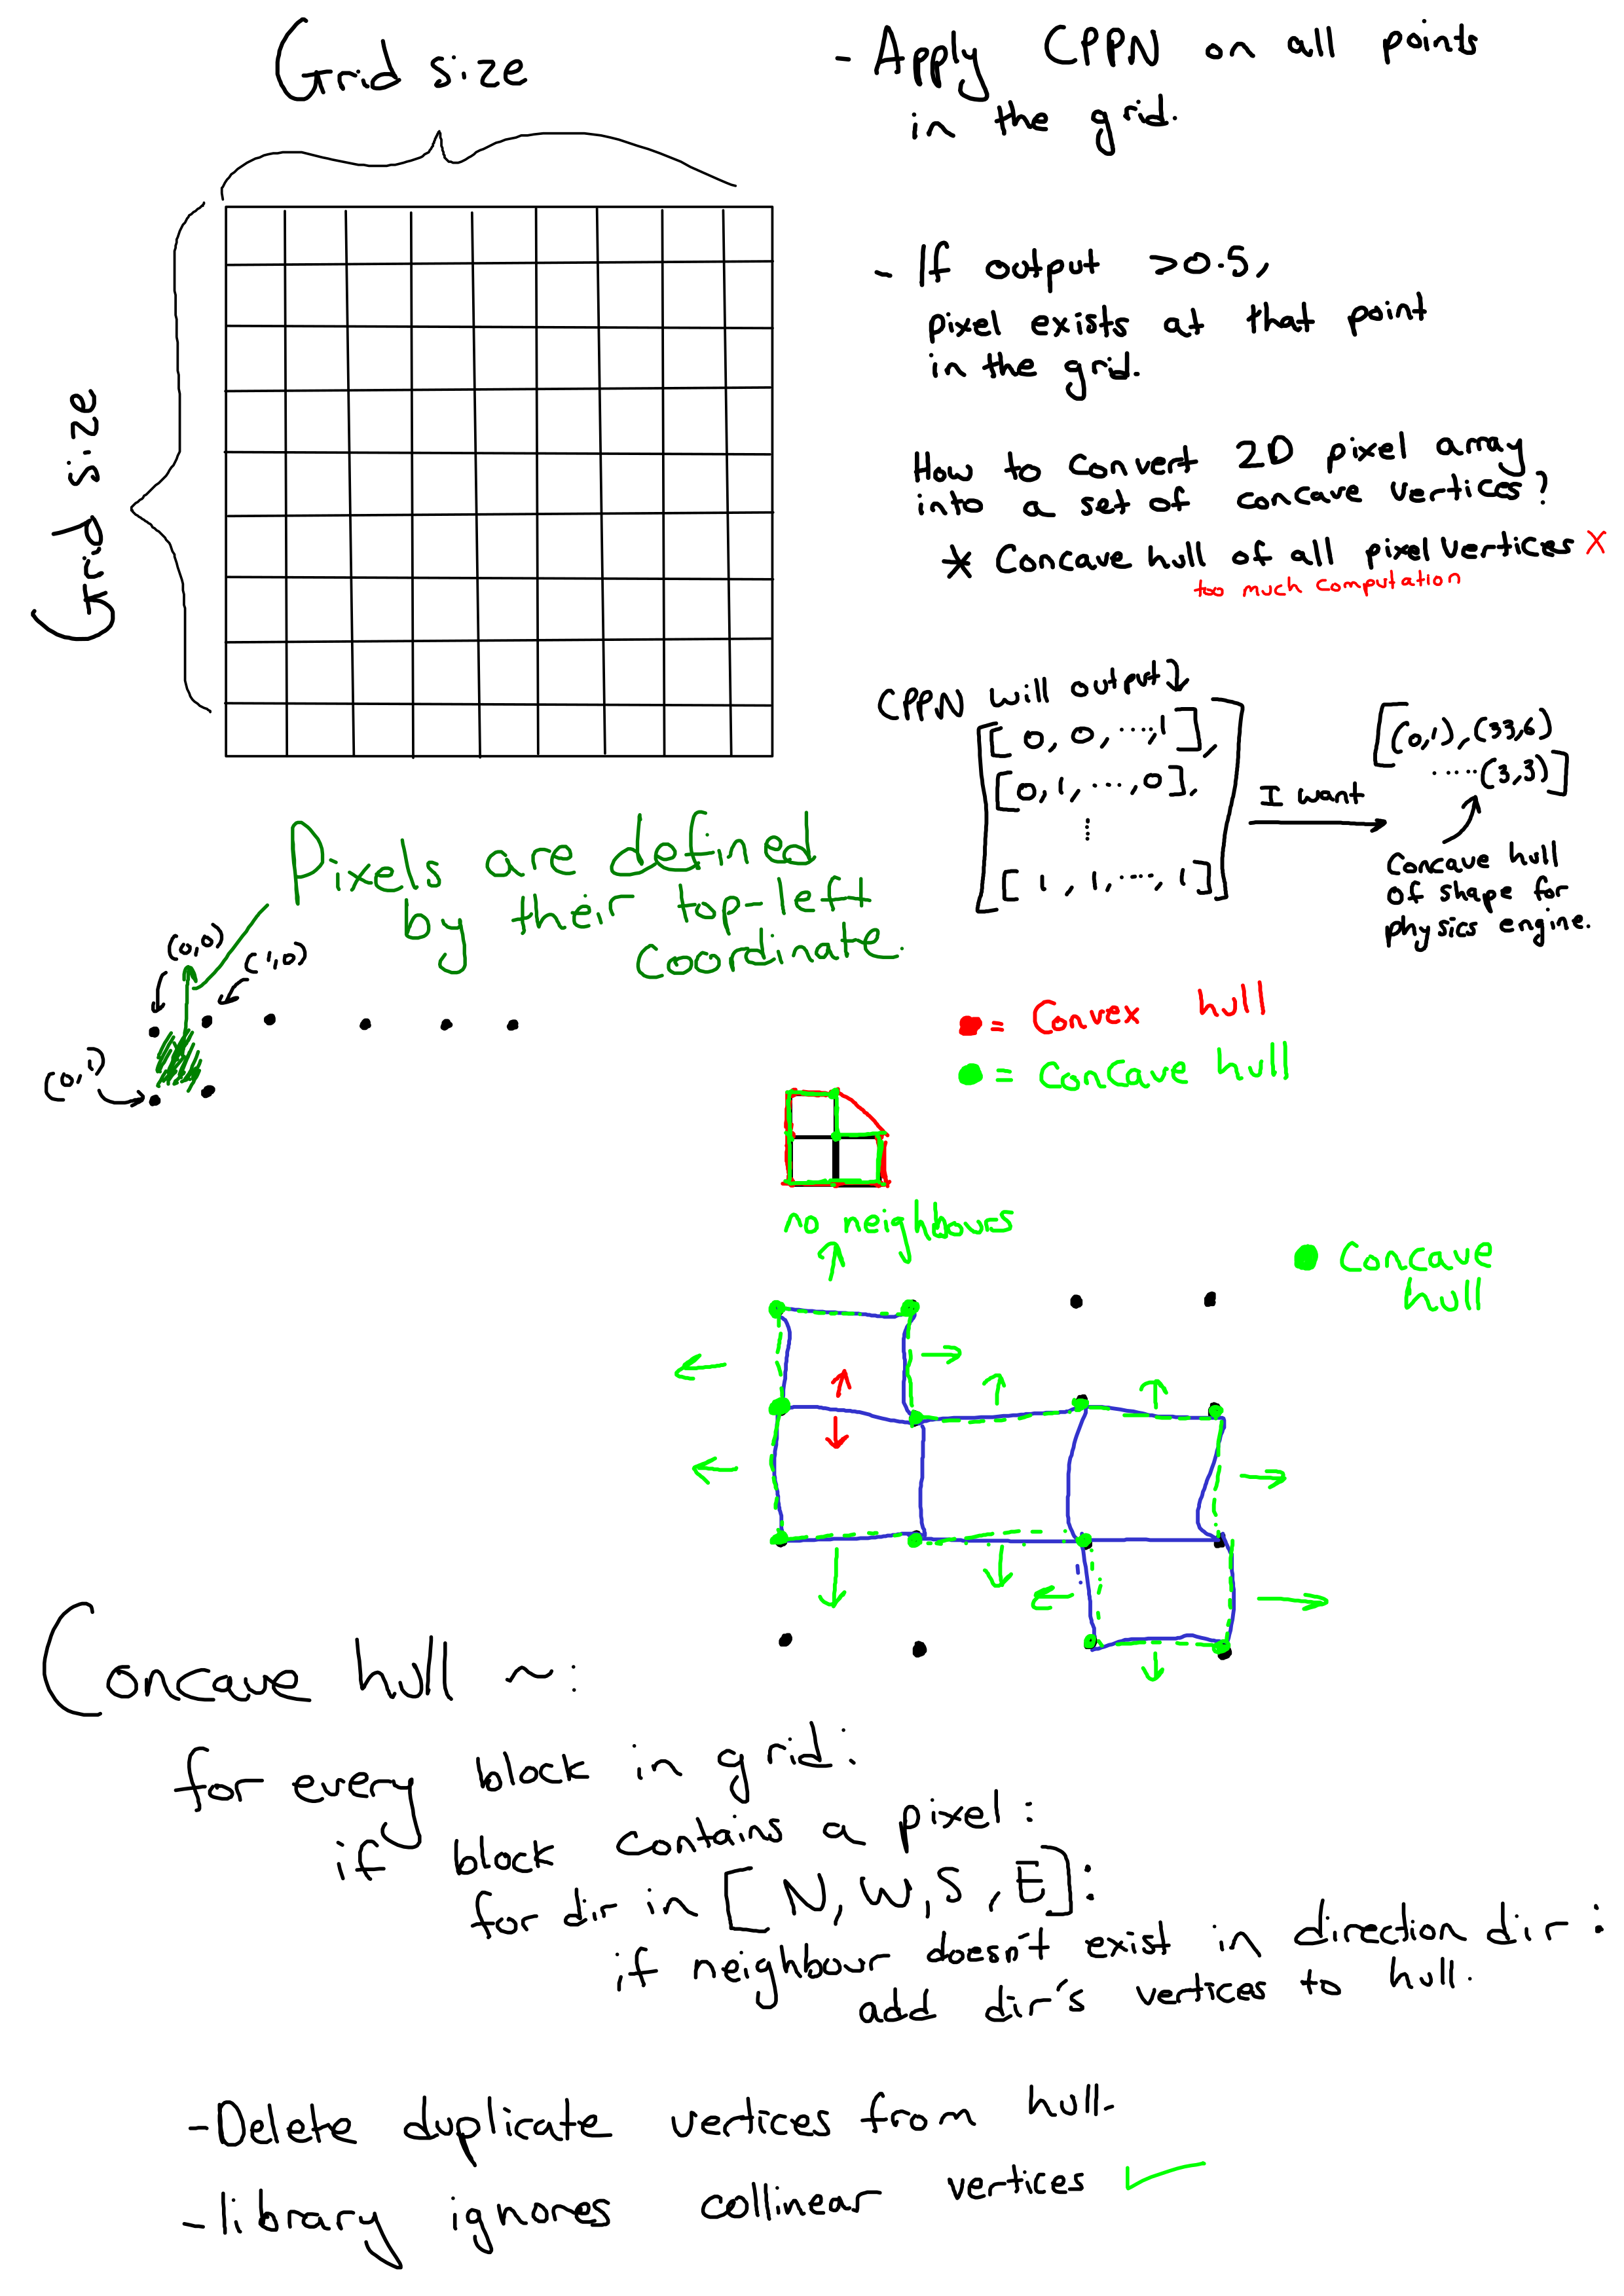 Grid size
Grid size
- Apply CPPN on all points
in the grid.
- If output >0.5,
pixel exists at that point
in the grid.
How to convert 2D pixel array
into a set of concave vertices?
* Concave hull of all pixel vertices X
too much computation
CPPN will output
[[0, 0, ...., 1],
[0, 1, ..., 0],
⋮
[1, 1, ..., 1]]
I want
[(0,1), (33,6)
.....(3,3)]
Concave hull
of shape for
physics engine.
Pixels are defined
by their top-left
coordinate.
(0,0)
(1,0)
(0,1)
= Convex hull
= Concave hull
no neighbours
Concave
hull
Concave hull ~:
for every block in grid:
if block contains a pixel:
for dir in [N, W, S, E]:
if neighbour doesn't exist in direction dir:
add dir's vertices to hull.
- Delete duplicate vertices from hull.
- library ignores collinear vertices ✓